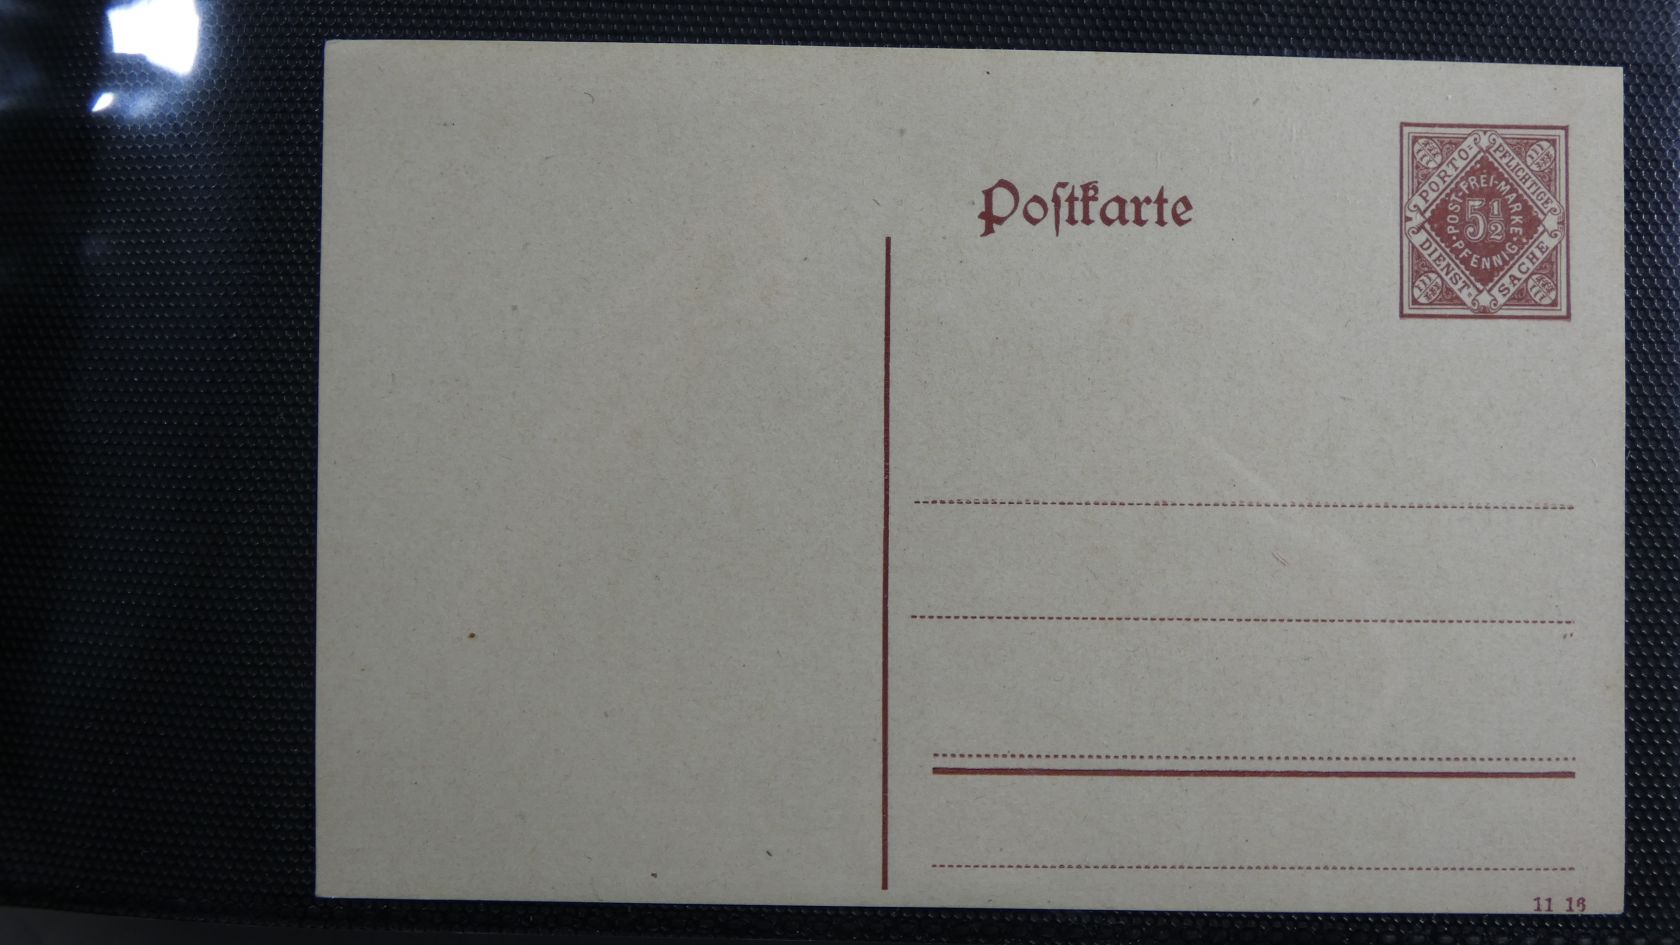 Poſtkarte
PORTO=
PFLICHTIGE
DIENST=
SACHE
POST-FREI-MARKE
5½
PFENNIG
11 16